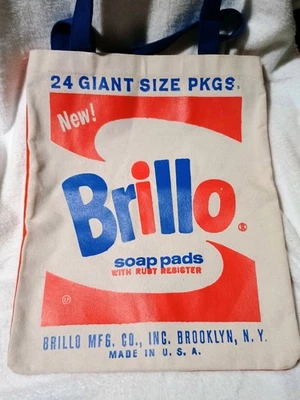 24 GIANT SIZE PKGS.
New!
Brillo®
soap pads
WITH RUST RESISTER
Ⓤ
BRILLO MFG. CO., INC. BROOKLYN, N. Y.
MADE IN U. S. A.